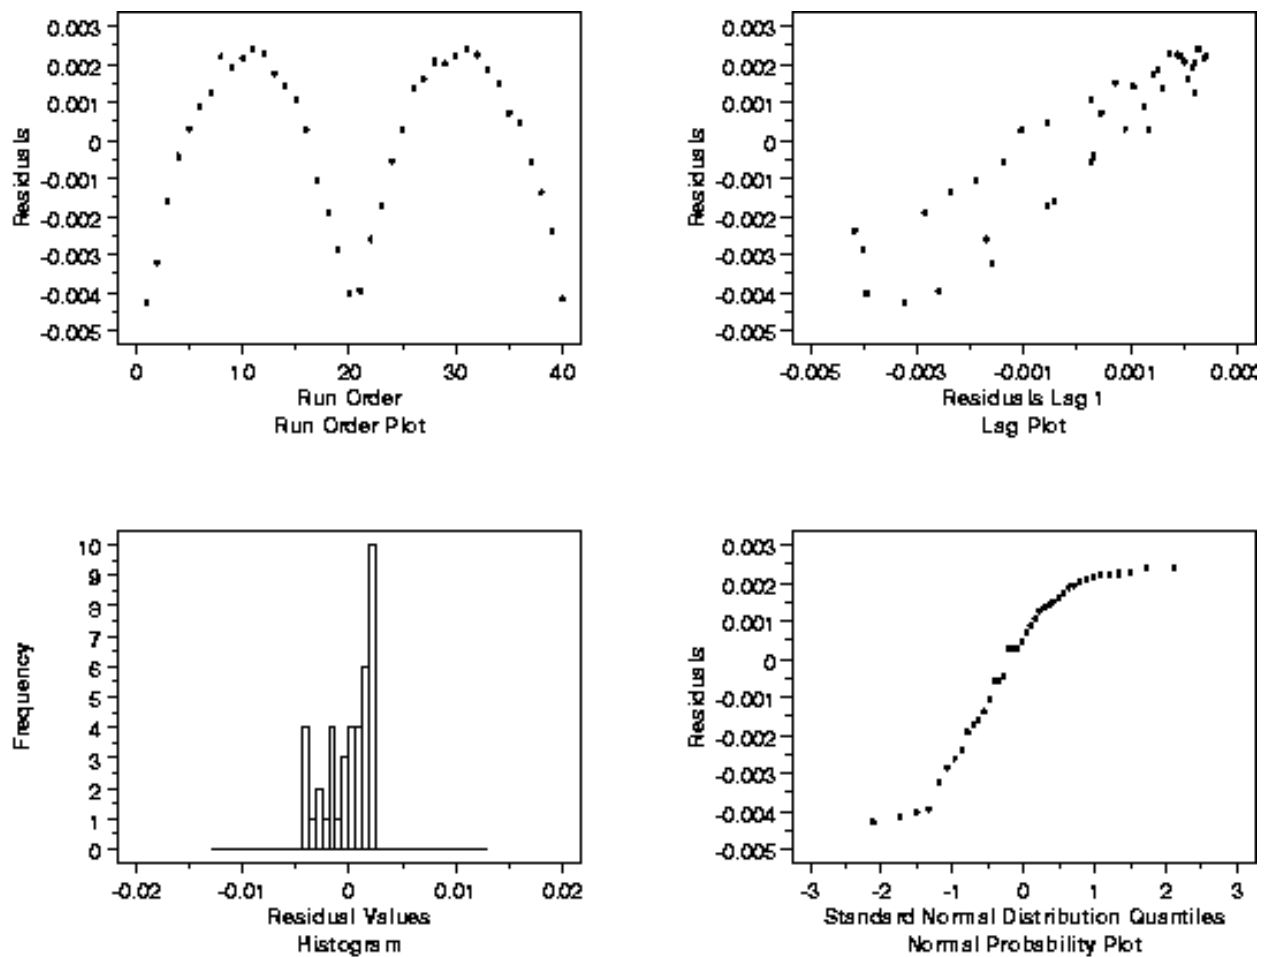 0.003
0.002
0.001
0
-0.001
-0.002
-0.003
-0.004
-0.005
Residuals
0 10 20 30 40
Run Order
Run Order Plot
0.003
0.002
0.001
0
-0.001
-0.002
-0.003
-0.004
-0.005
Residuals
-0.005 -0.003 -0.001 0.001
Residuals Lag 1
Lag Plot
10
9
8
7
6
5
4
3
2
1
0
Frequency
-0.02 -0.01 0 0.01 0.02
Residual Values
Histogram
0.003
0.002
0.001
0
-0.001
-0.002
-0.003
-0.004
-0.005
Residuals
-3 -2 -1 0 1 2 3
Standard Normal Distribution Quantiles
Normal Probability Plot